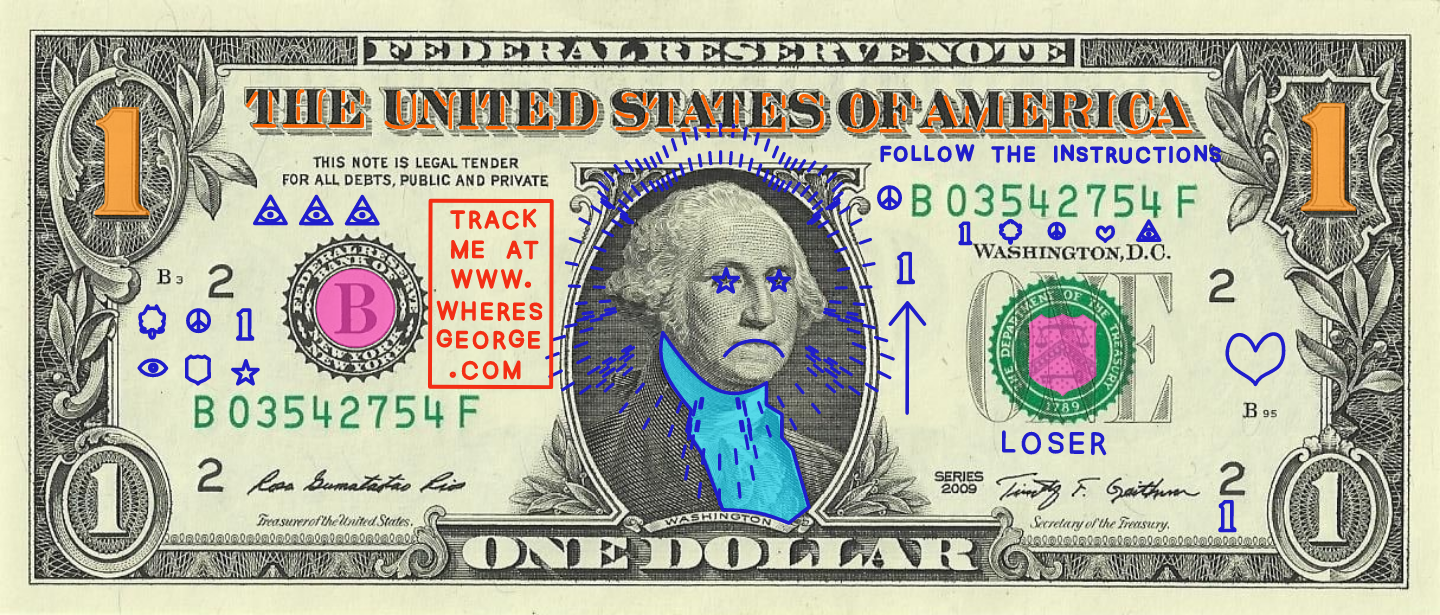 FEDERAL RESERVE NOTE
THE UNITED STATES OF AMERICA
1
1
THIS NOTE IS LEGAL TENDER
FOR ALL DEBTS, PUBLIC AND PRIVATE
FOLLOW THE INSTRUCTIONS
B 03542754 F
1
WASHINGTON, D.C.
TRACK
ME AT
WWW.
WHERES
GEORGE
.COM
B 3
2
1
FEDERAL RESERVE
BANK OF
B
NEW YORK
NEW YORK
B 03542754 F
1
ONE
THE DEPARTMENT OF THE TREASURY
1789
2
B 95
LOSER
2
Rosa Gumataotao Rios
Treasurer of the United States.
SERIES
2009
Timothy F. Geithner
Secretary of the Treasury.
2
1
WASHINGTON
1
ONE DOLLAR
1